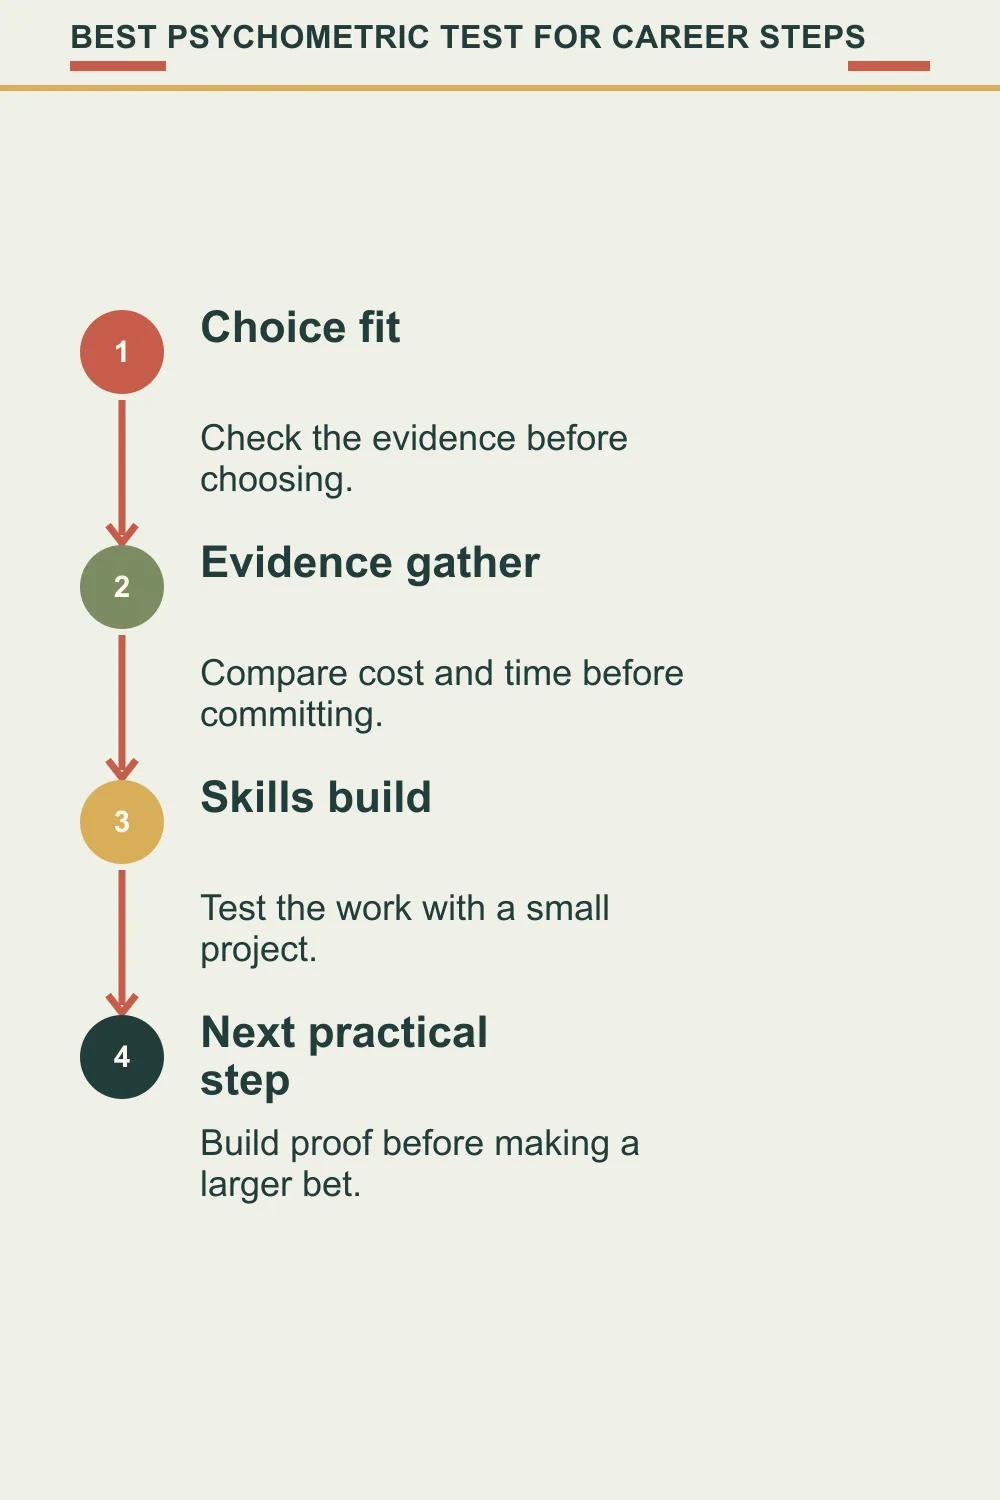 BEST PSYCHOMETRIC TEST FOR CAREER STEPS
1
Choice fit
Check the evidence before
choosing.
2
Evidence gather
Compare cost and time before
committing.
3
Skills build
Test the work with a small
project.
4
Next practical
step
Build proof before making a
larger bet.